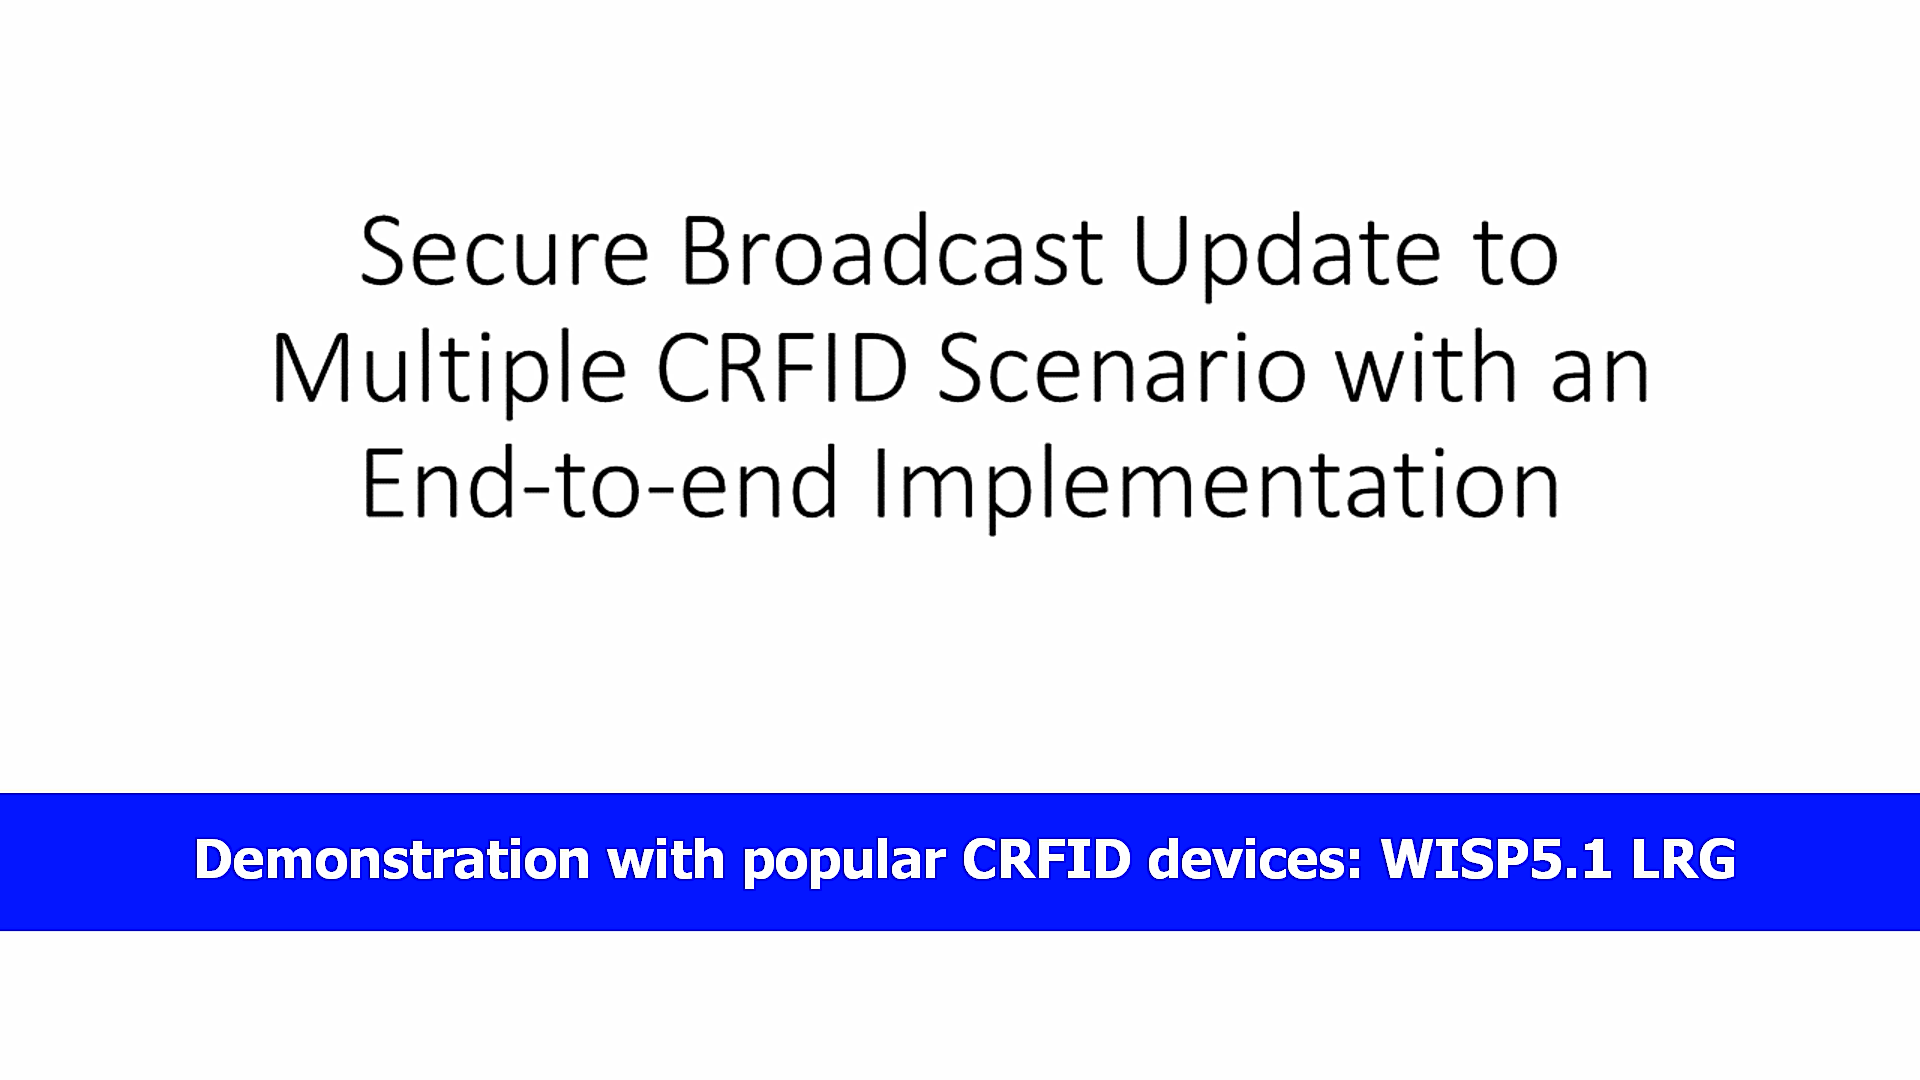 Secure Broadcast Update to
Multiple CRFID Scenario with an
End-to-end Implementation
Demonstration with popular CRFID devices: WISP5.1 LRG